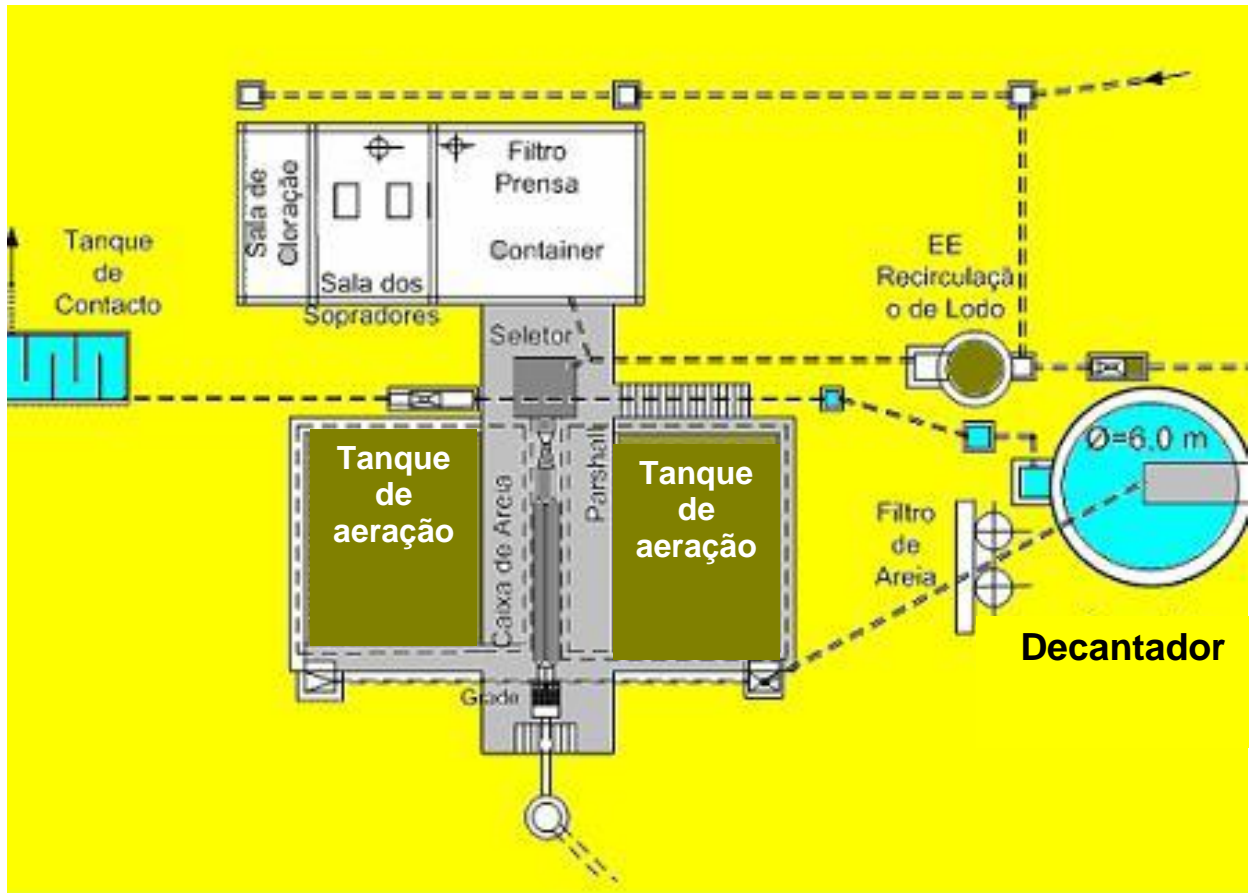 Sala de
Cloração
Filtro
Prensa
Container
Sala dos
Sopradores
Tanque
de
Contacto
EE
Recirculaçã
o de Lodo
Seletor
Ø=6.0 m
Tanque
de
aeração
Caixa de Areia
Parshall
Tanque
de
aeração
Filtro
de
Areia
Decantador
Grade